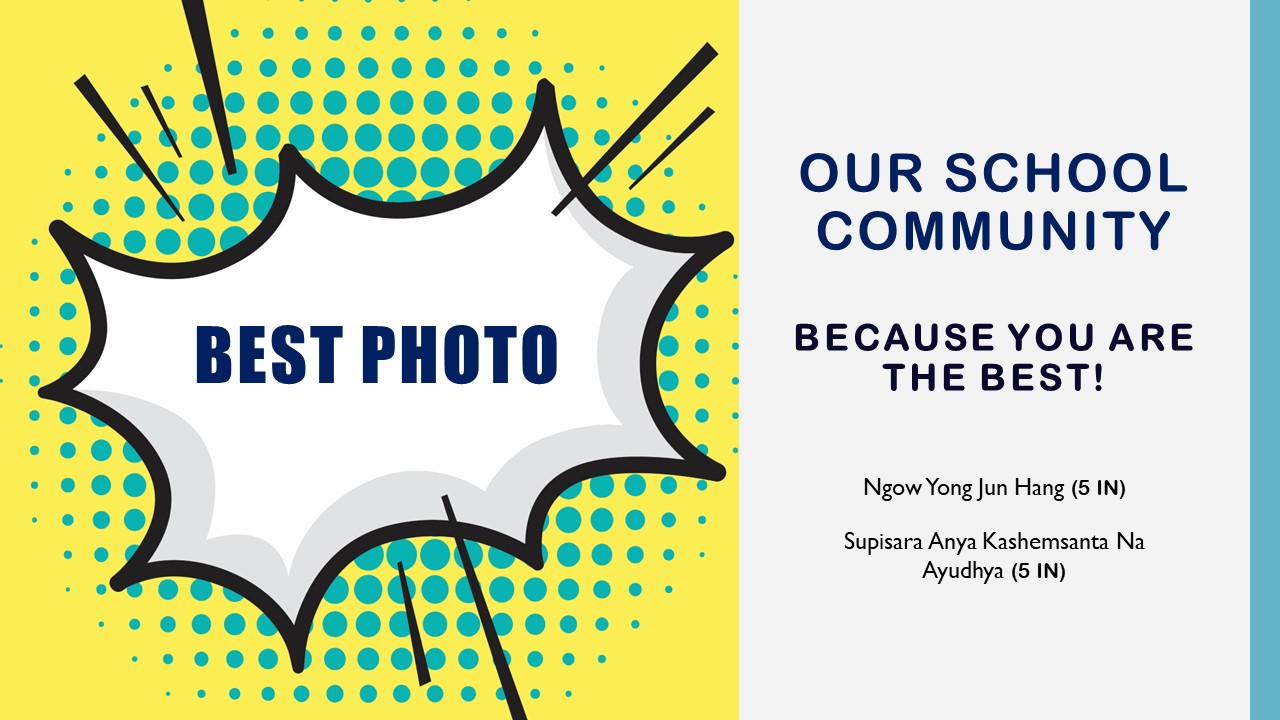 BEST PHOTO
OUR SCHOOL
COMMUNITY
BECAUSE YOU ARE
THE BEST!
Ngow Yong Jun Hang (5 IN)
Supisara Anya Kashemsanta Na
Ayudhya (5 IN)